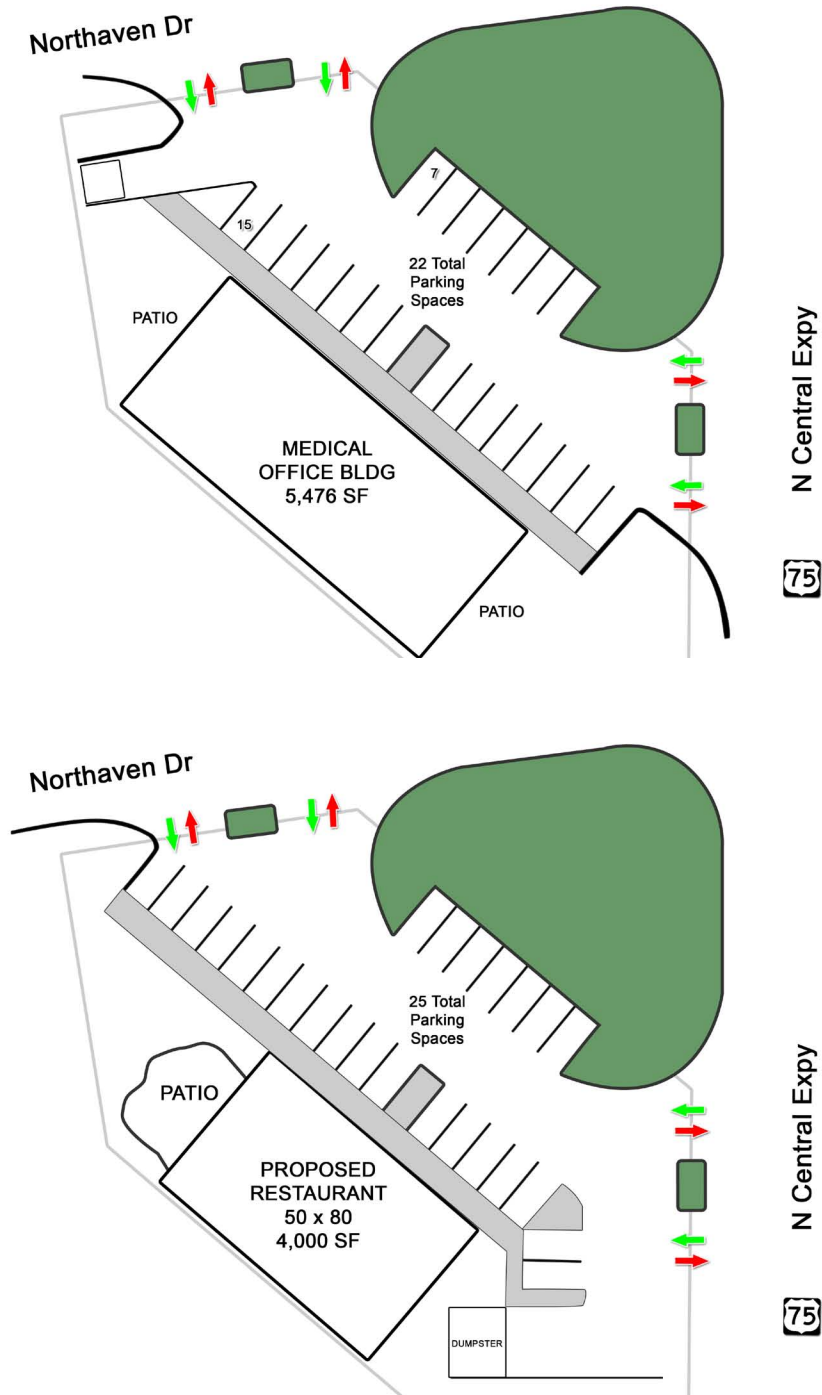 Northaven Dr
7
15
22 Total
Parking
Spaces
PATIO
MEDICAL
OFFICE BLDG
5,476 SF
PATIO
N Central Expy
75
Northaven Dr
25 Total
Parking
Spaces
PATIO
PROPOSED
RESTAURANT
50 x 80
4,000 SF
DUMPSTER
N Central Expy
75